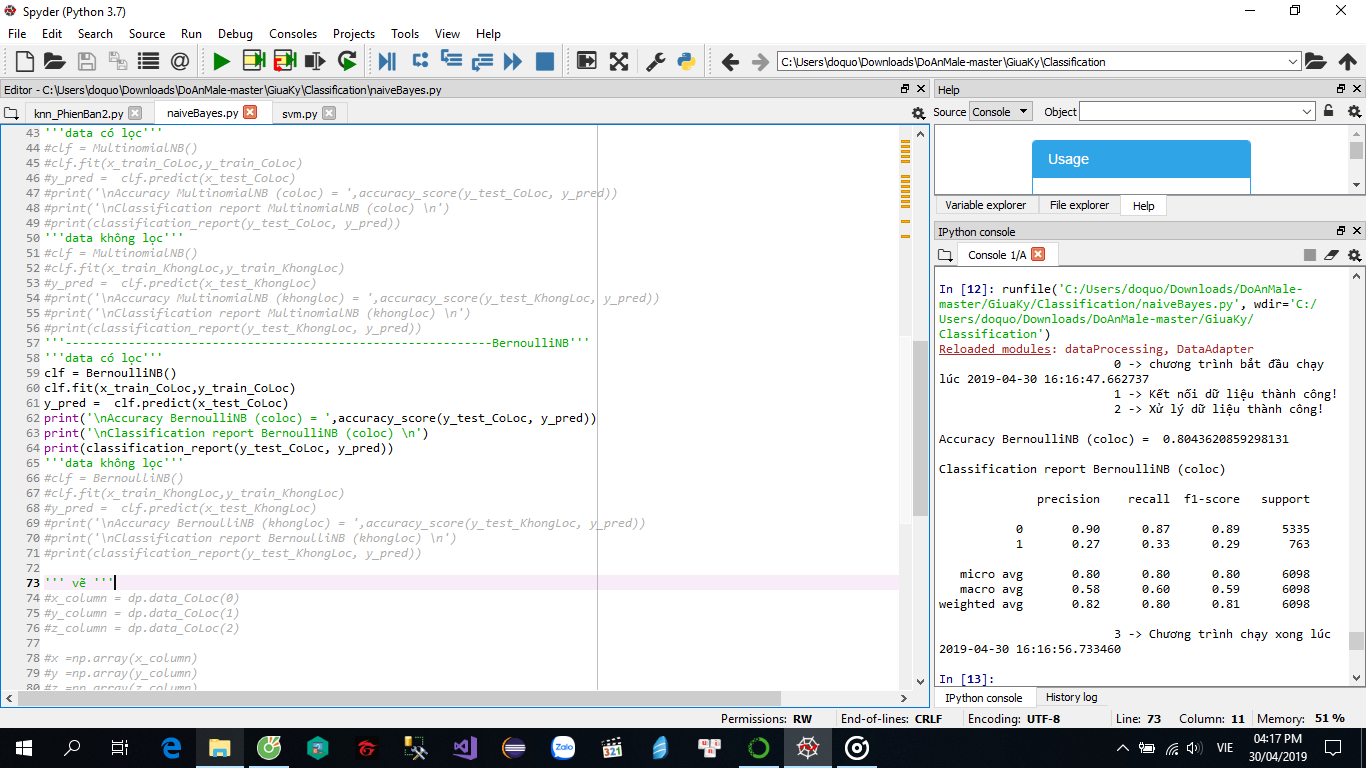 Spyder (Python 3.7)
File Edit Search Source Run Debug Consoles Projects Tools View Help
C:\Users\doquo\Downloads\DoAnMale-master\GiuaKy\Classification
Editor - C:\Users\doquo\Downloads\DoAnMale-master\GiuaKy\Classification\naiveBayes.py
knn_PhienBan2.py naiveBayes.py svm.py
43 '''data có lọc'''
44 #clf = MultinomialNB()
45 #clf.fit(x_train_CoLoc,y_train_CoLoc)
46 #y_pred =  clf.predict(x_test_CoLoc)
47 #print('\nAccuracy MultinomialNB (coloc) = ',accuracy_score(y_test_CoLoc, y_pred))
48 #print('\nClassification report MultinomialNB (coloc) \n')
49 #print(classification_report(y_test_CoLoc, y_pred))
50 '''data không lọc'''
51 #clf = MultinomialNB()
52 #clf.fit(x_train_KhongLoc,y_train_KhongLoc)
53 #y_pred =  clf.predict(x_test_KhongLoc)
54 #print('\nAccuracy MultinomialNB (khongloc) = ',accuracy_score(y_test_KhongLoc, y_pred))
55 #print('\nClassification report MultinomialNB (khongloc) \n')
56 #print(classification_report(y_test_KhongLoc, y_pred))
57 '''-------------------------------------------------------------BernoulliNB'''
58 '''data có lọc'''
59 clf = BernoulliNB()
60 clf.fit(x_train_CoLoc,y_train_CoLoc)
61 y_pred =  clf.predict(x_test_CoLoc)
62 print('\nAccuracy BernoulliNB (coloc) = ',accuracy_score(y_test_CoLoc, y_pred))
63 print('\nClassification report BernoulliNB (coloc) \n')
64 print(classification_report(y_test_CoLoc, y_pred))
65 '''data không lọc'''
66 #clf = BernoulliNB()
67 #clf.fit(x_train_KhongLoc,y_train_KhongLoc)
68 #y_pred =  clf.predict(x_test_KhongLoc)
69 #print('\nAccuracy BernoulliNB (khongloc) = ',accuracy_score(y_test_KhongLoc, y_pred))
70 #print('\nClassification report BernoulliNB (khongloc) \n')
71 #print(classification_report(y_test_KhongLoc, y_pred))
72
73 ''' vẽ '''
74 #x_column = dp.data_CoLoc(0)
75 #y_column = dp.data_CoLoc(1)
76 #z_column = dp.data_CoLoc(2)
77
78 #x =np.array(x_column)
79 #y =np.array(y_column)
80 #z =np.array(z_column)
Help
Source Console Object
Usage
Variable explorer File explorer Help
IPython console
Console 1/A
In [12]: runfile('C:/Users/doquo/Downloads/DoAnMale-
master/GiuaKy/Classification/naiveBayes.py', wdir='C:/
Users/doquo/Downloads/DoAnMale-master/GiuaKy/
Classification')
Reloaded modules: dataProcessing, DataAdapter
0 -> chương trình bắt đầu chạy
lúc 2019-04-30 16:16:47.662737
1 -> Kết nối dữ liệu thành công!
2 -> Xử lý dữ liệu thành công!
Accuracy BernoulliNB (coloc) =  0.8043620859298131
Classification report BernoulliNB (coloc)
precision recall f1-score support
0 0.90 0.87 0.89 5335
1 0.27 0.33 0.29 763
micro avg 0.80 0.80 0.80 6098
macro avg 0.58 0.60 0.59 6098
weighted avg 0.82 0.80 0.81 6098
3 -> Chương trình chạy xong lúc
2019-04-30 16:16:56.733460
In [13]:
IPython console History log
Permissions: RW End-of-lines: CRLF Encoding: UTF-8 Line: 73 Column: 11 Memory: 51 %
Zalo
321
VIE
04:17 PM
30/04/2019